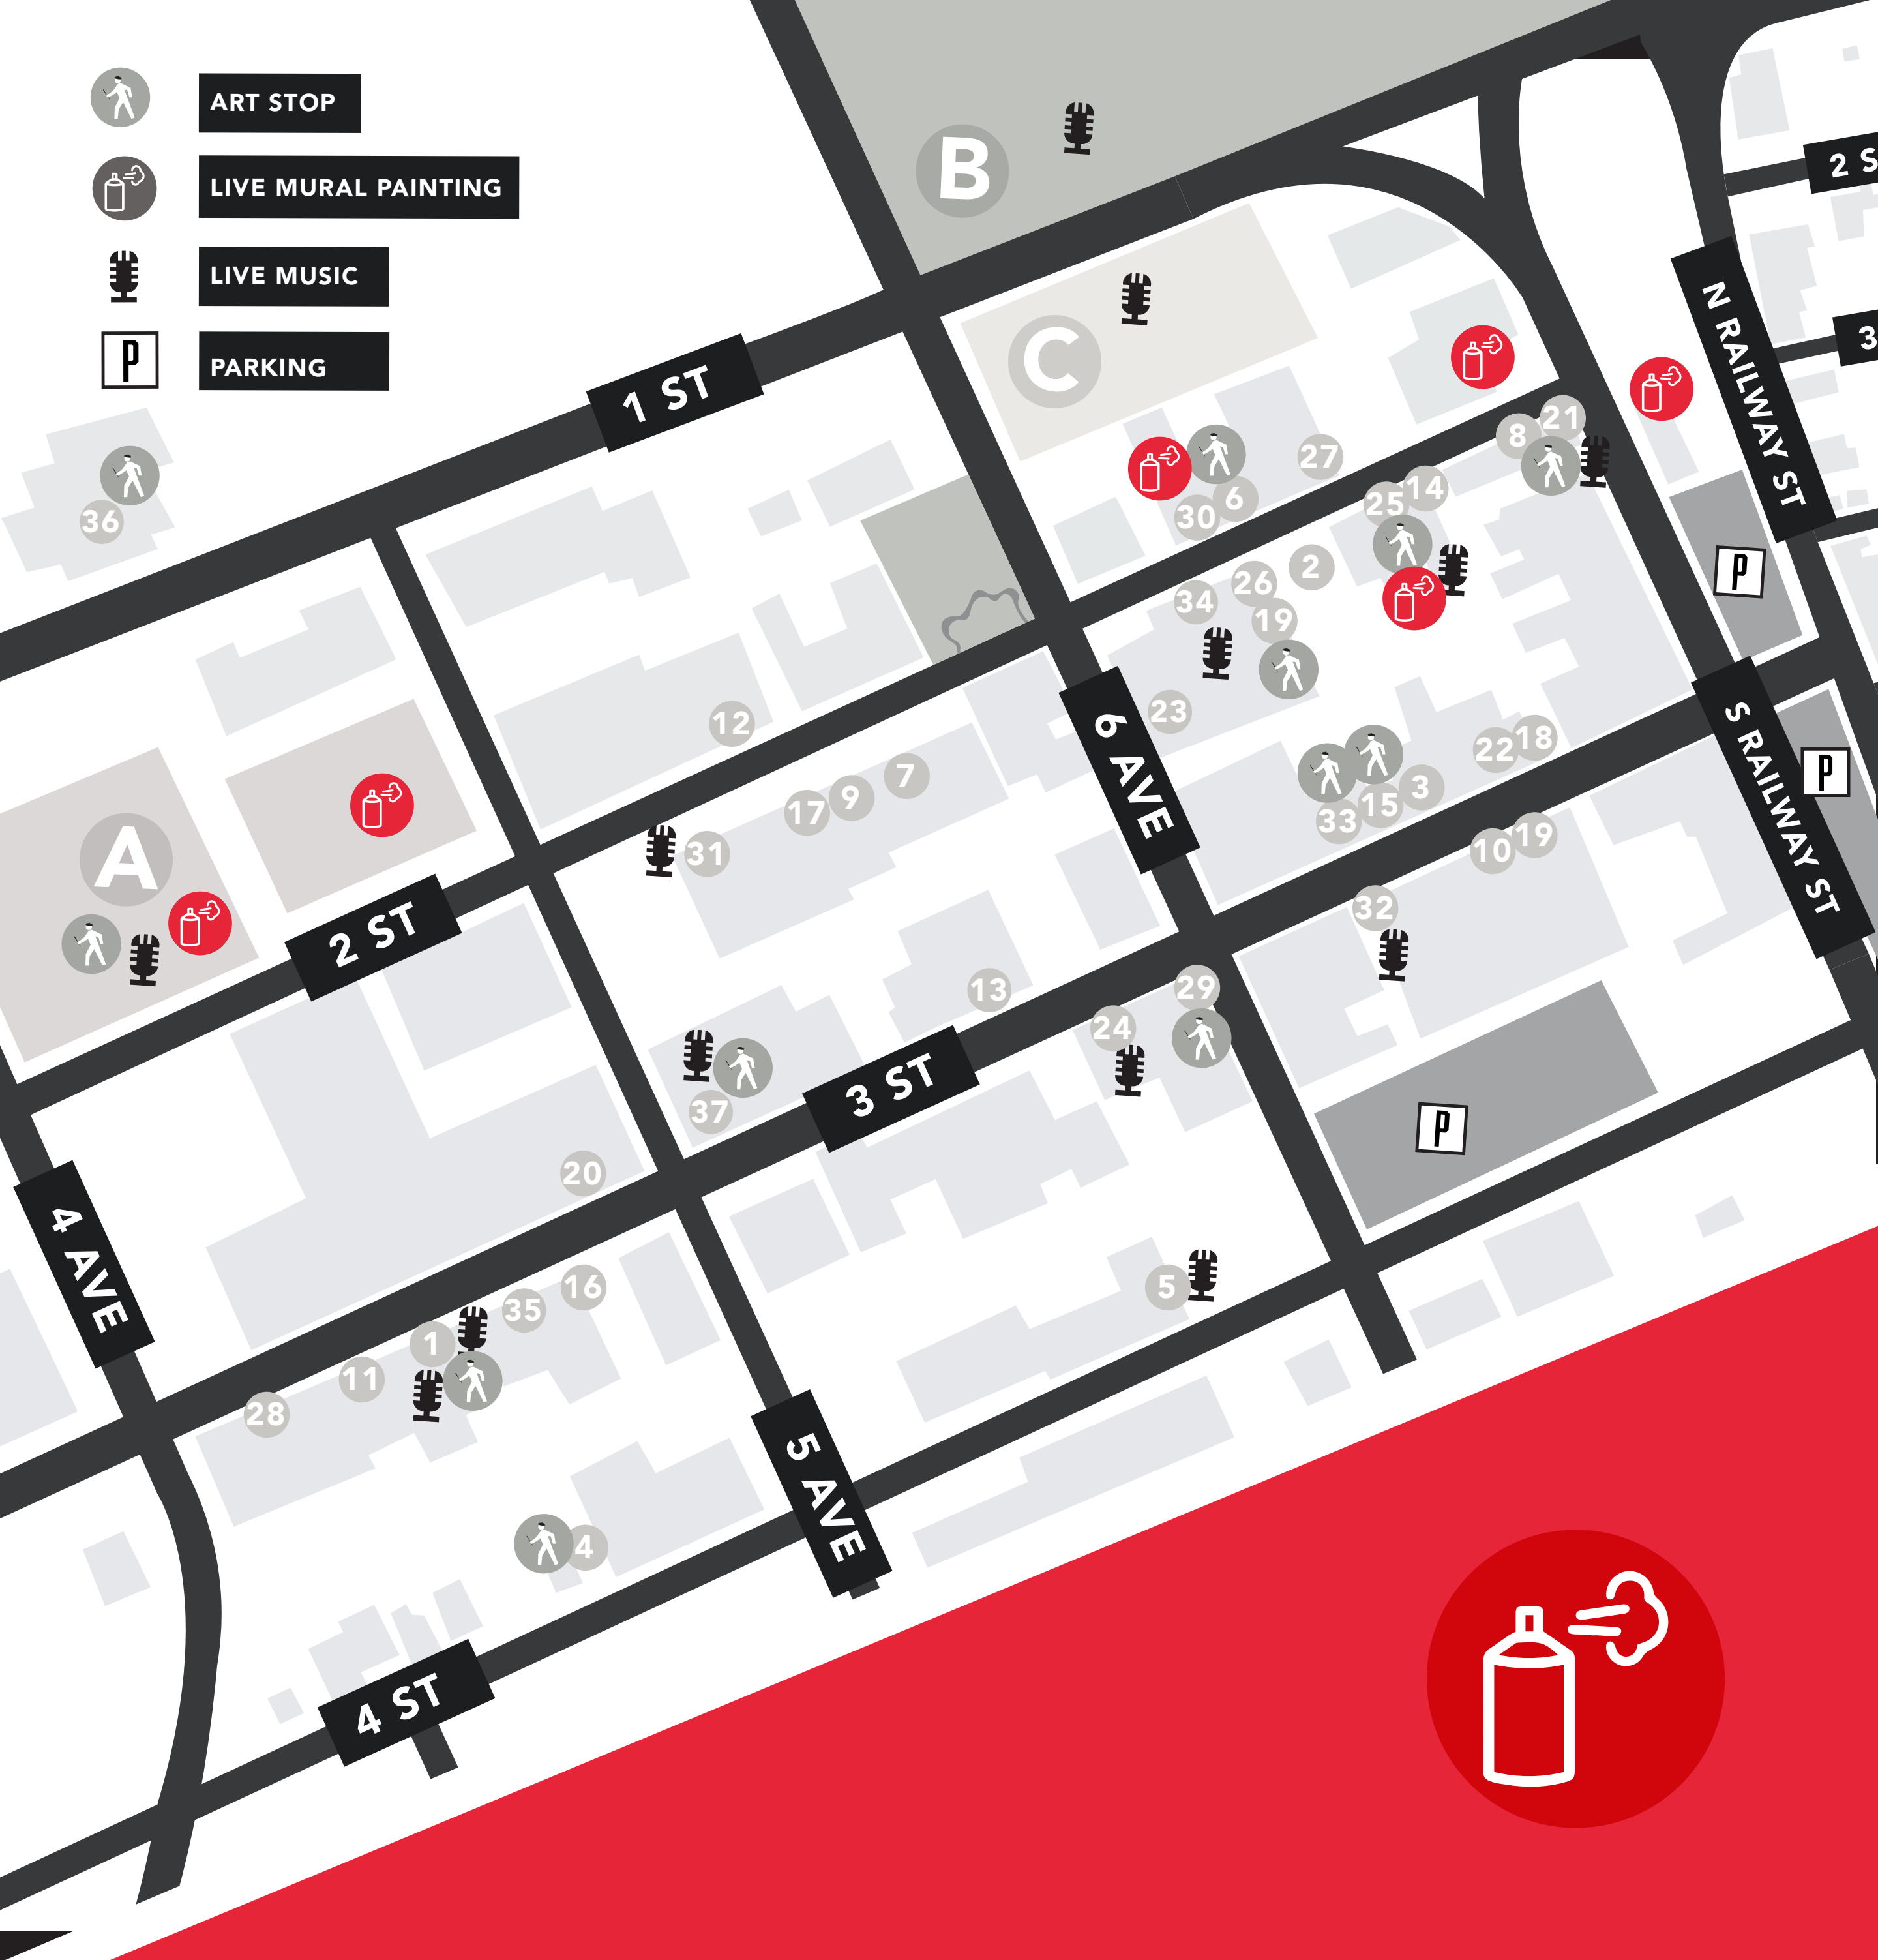 ART STOP
LIVE MURAL PAINTING
LIVE MUSIC
P
PARKING
B
2 S
C
N RAILWAY ST
3
1 ST
21
8
27
14
25
6
30
36
2
P
26
34
19
23
12
6 AVE
S RAILWAY ST
18
22
7
P
3
9
15
17
33
19
10
31
A
32
2 ST
29
13
24
3 ST
37
P
20
4 AVE
5
16
35
1
11
28
5 AVE
4
4 ST